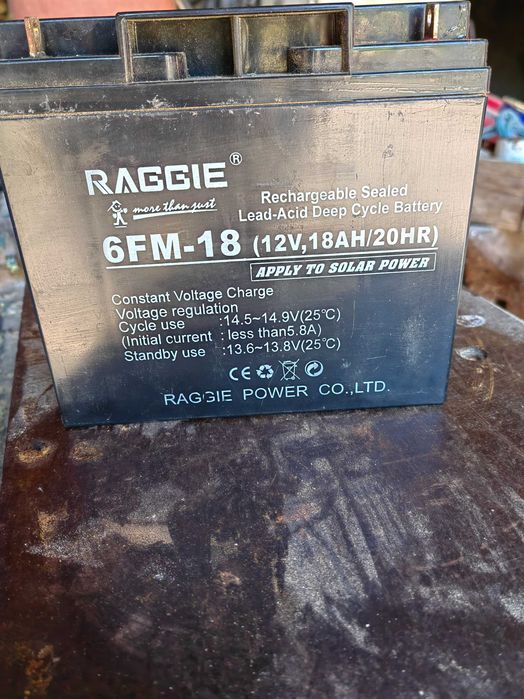 RAGGIE®
more than just
Rechargeable Sealed
Lead-Acid Deep Cycle Battery
6FM-18 (12V,18AH/20HR)
APPLY TO SOLAR POWER
Constant Voltage Charge
Voltage regulation
Cycle use :14.5~14.9V(25℃)
(Initial current : less than5.8A)
Standby use :13.6~13.8V(25℃)
CE Pb
RAGGIE POWER CO.,LTD.